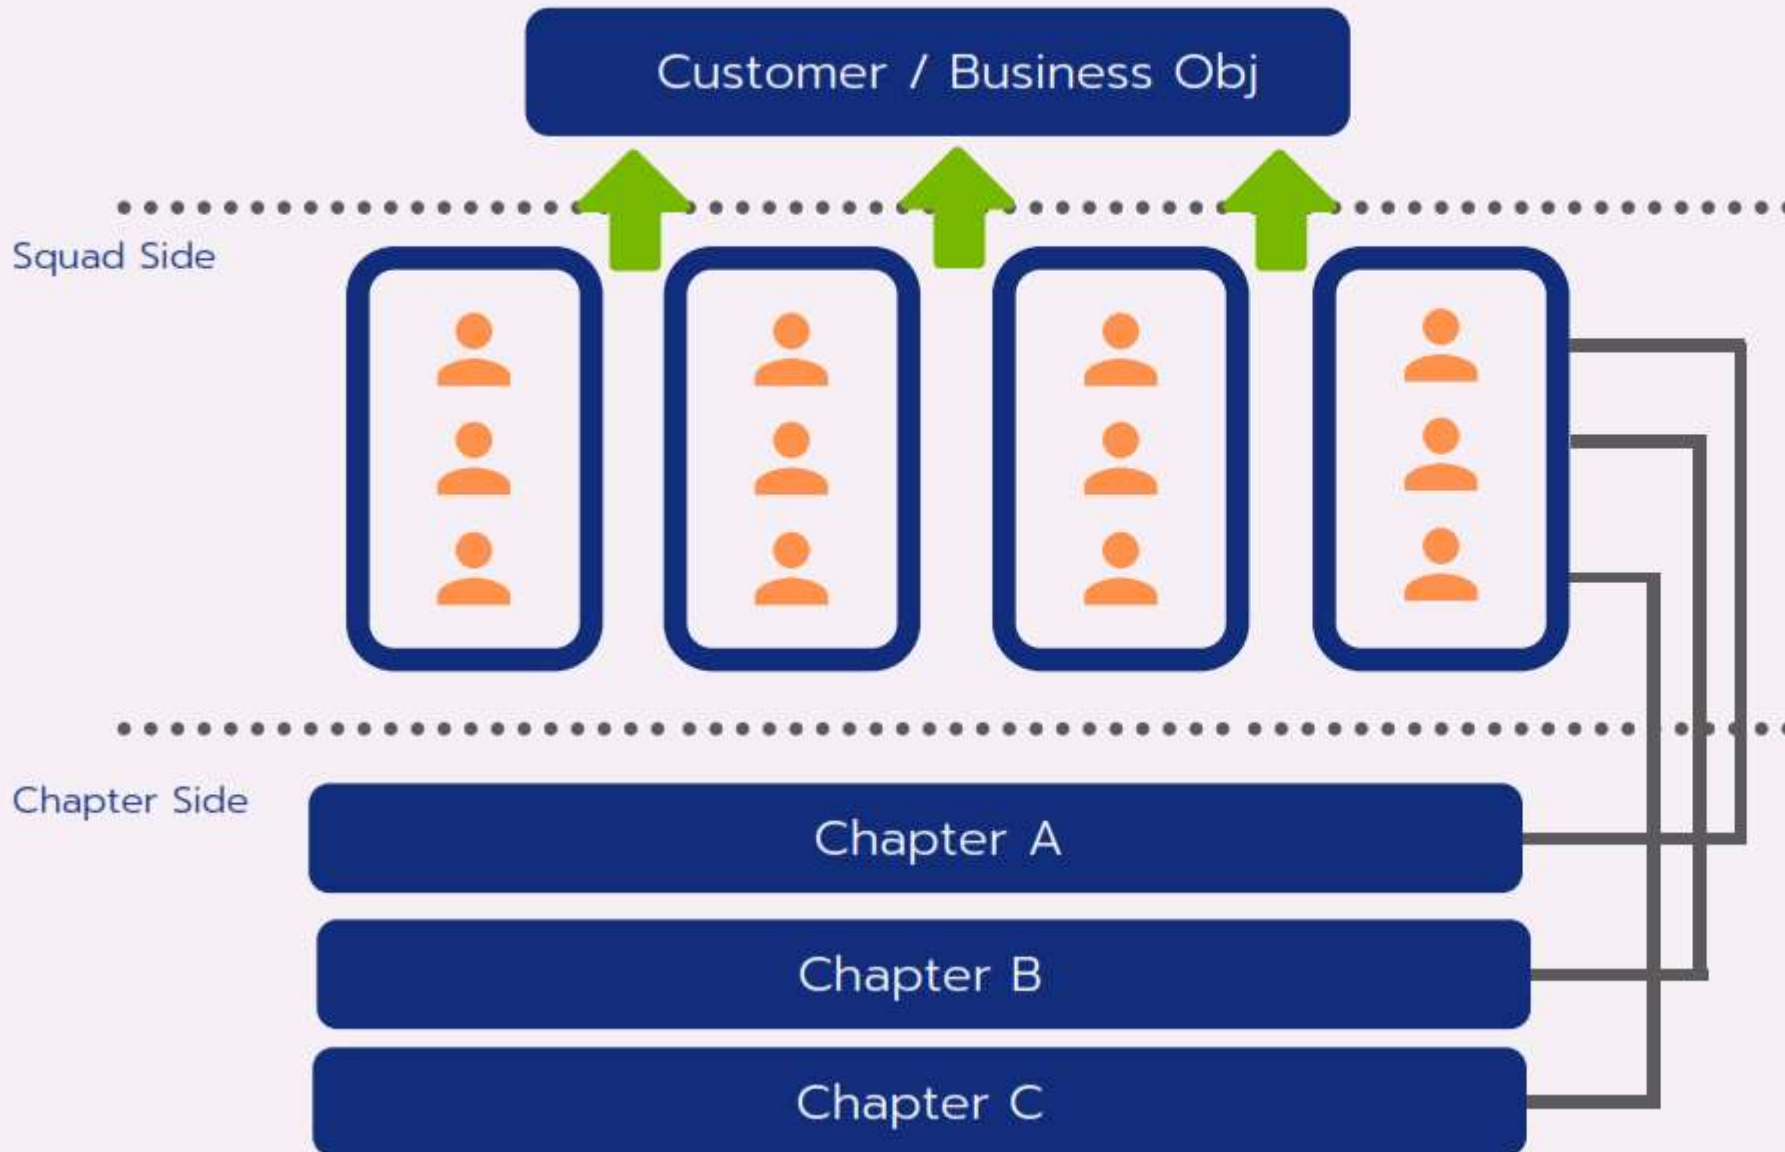 Customer / Business Obj
Squad Side
Chapter Side
Chapter A
Chapter B
Chapter C